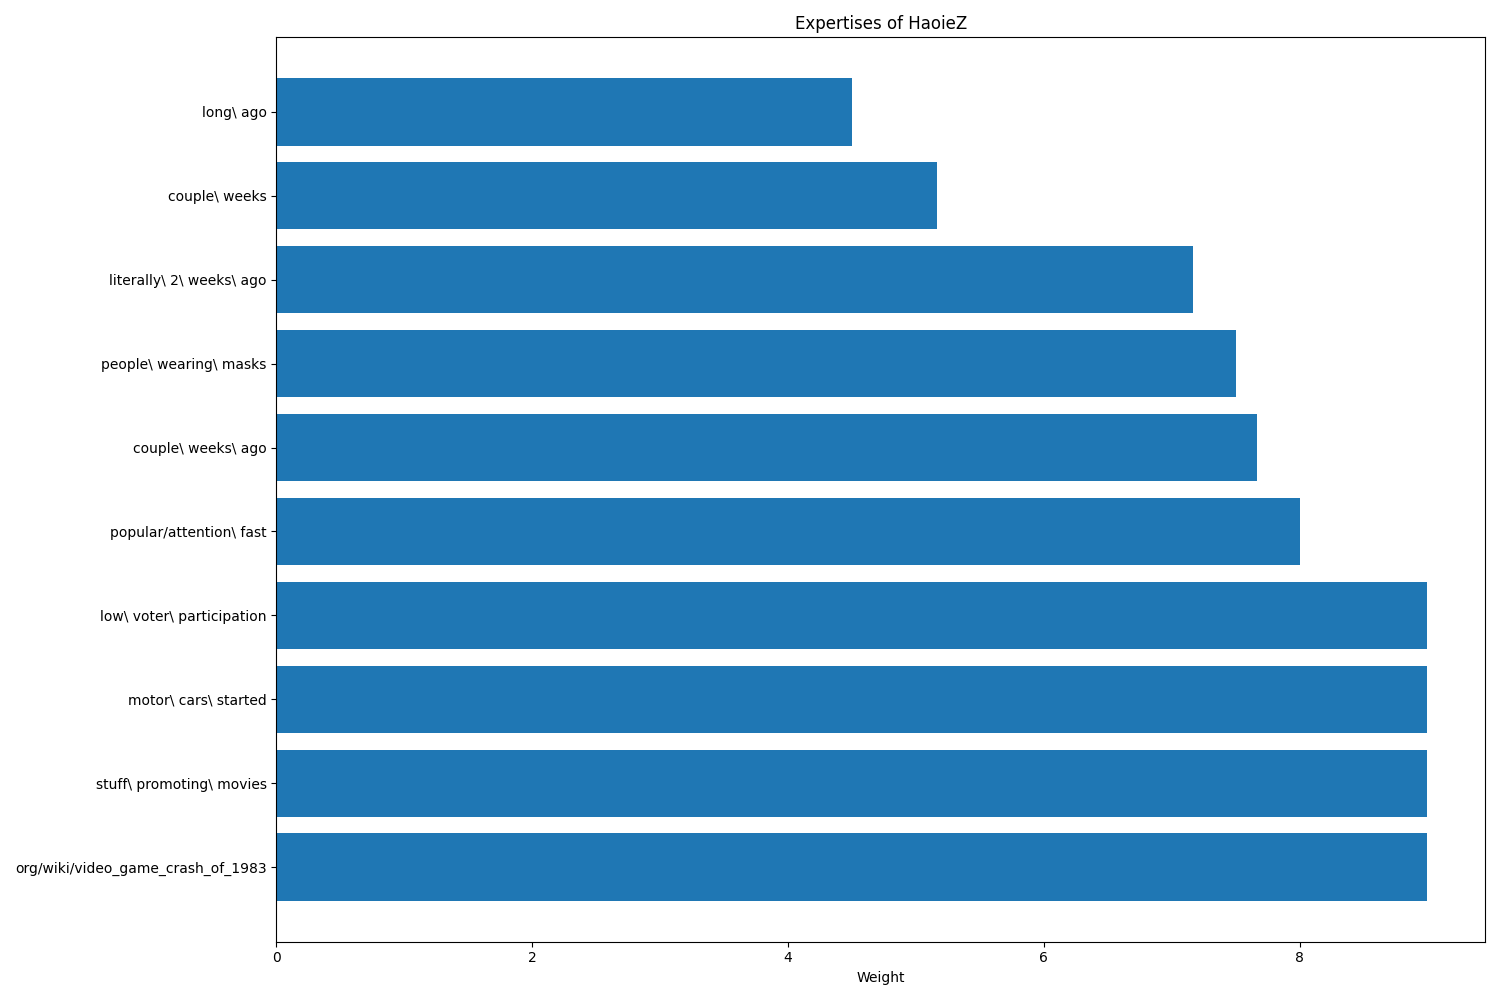 Expertises of HaoieZ
long\ ago
couple\ weeks
literally\ 2\ weeks\ ago
people\ wearing\ masks
couple\ weeks\ ago
popular/attention\ fast
low\ voter\ participation
motor\ cars\ started
stuff\ promoting\ movies
org/wiki/video_game_crash_of_1983
0 2 4 6 8
Weight